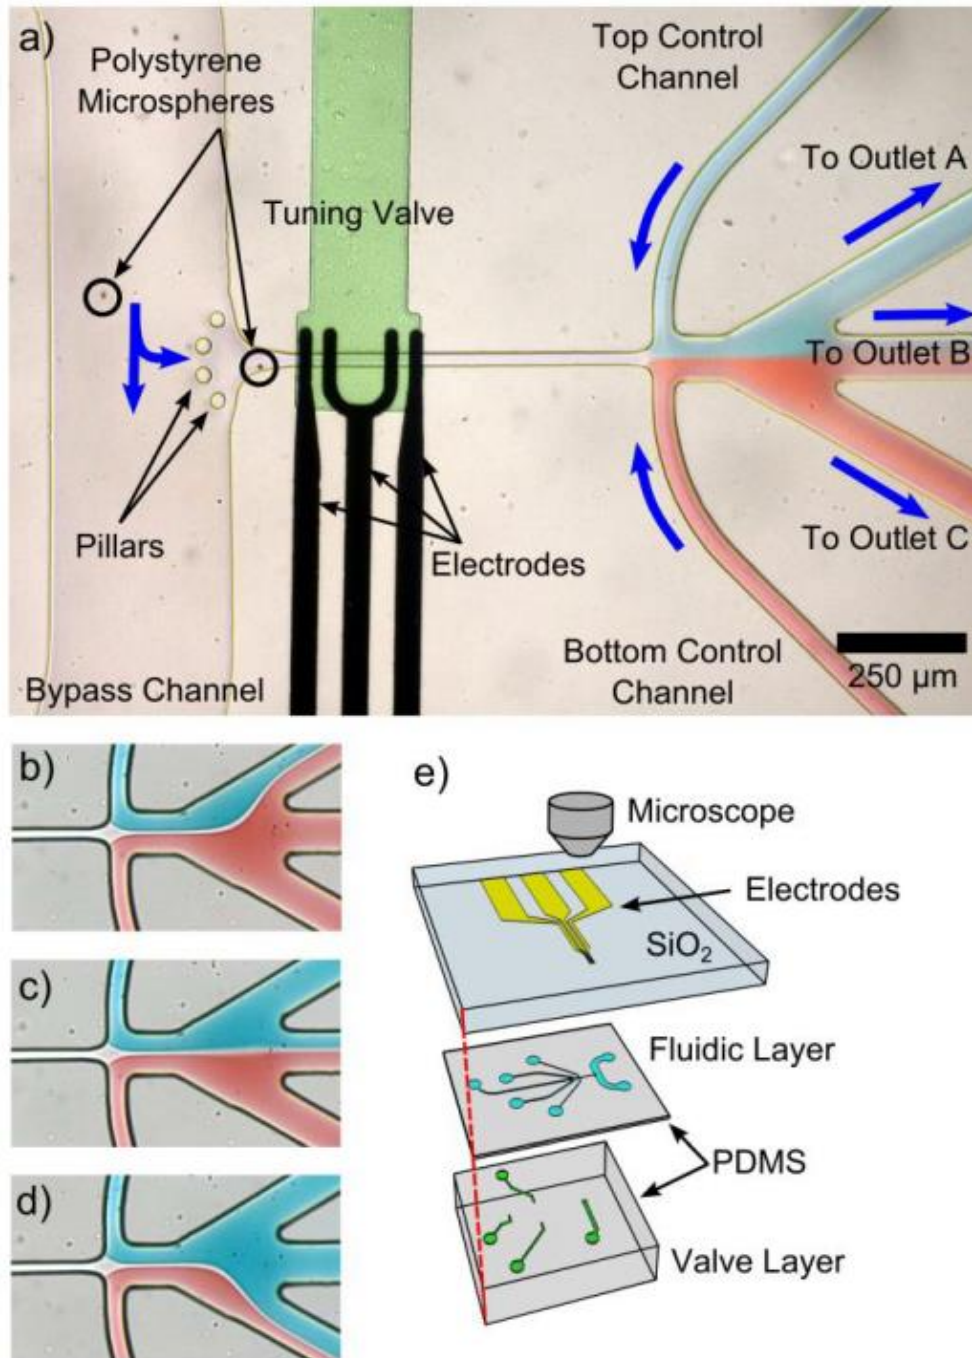 a)
Polystyrene
Microspheres
Top Control
Channel
To Outlet A
Tuning Valve
To Outlet B
Pillars
Electrodes
To Outlet C
Bypass Channel
Bottom Control
Channel
250 µm
b)
c)
d)
e)
Microscope
Electrodes
SiO₂
Fluidic Layer
PDMS
Valve Layer